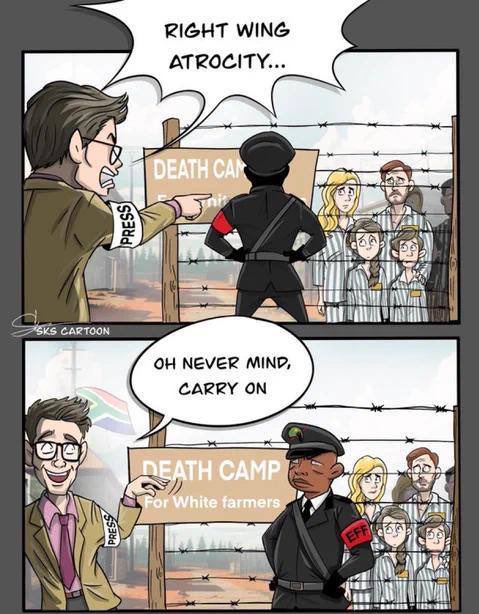 RIGHT WING
ATROCITY...
DEATH CAM
PRESS
SKS CARTOON
OH NEVER MIND,
CARRY ON
DEATH CAMP
For White farmers
PRESS
EFF